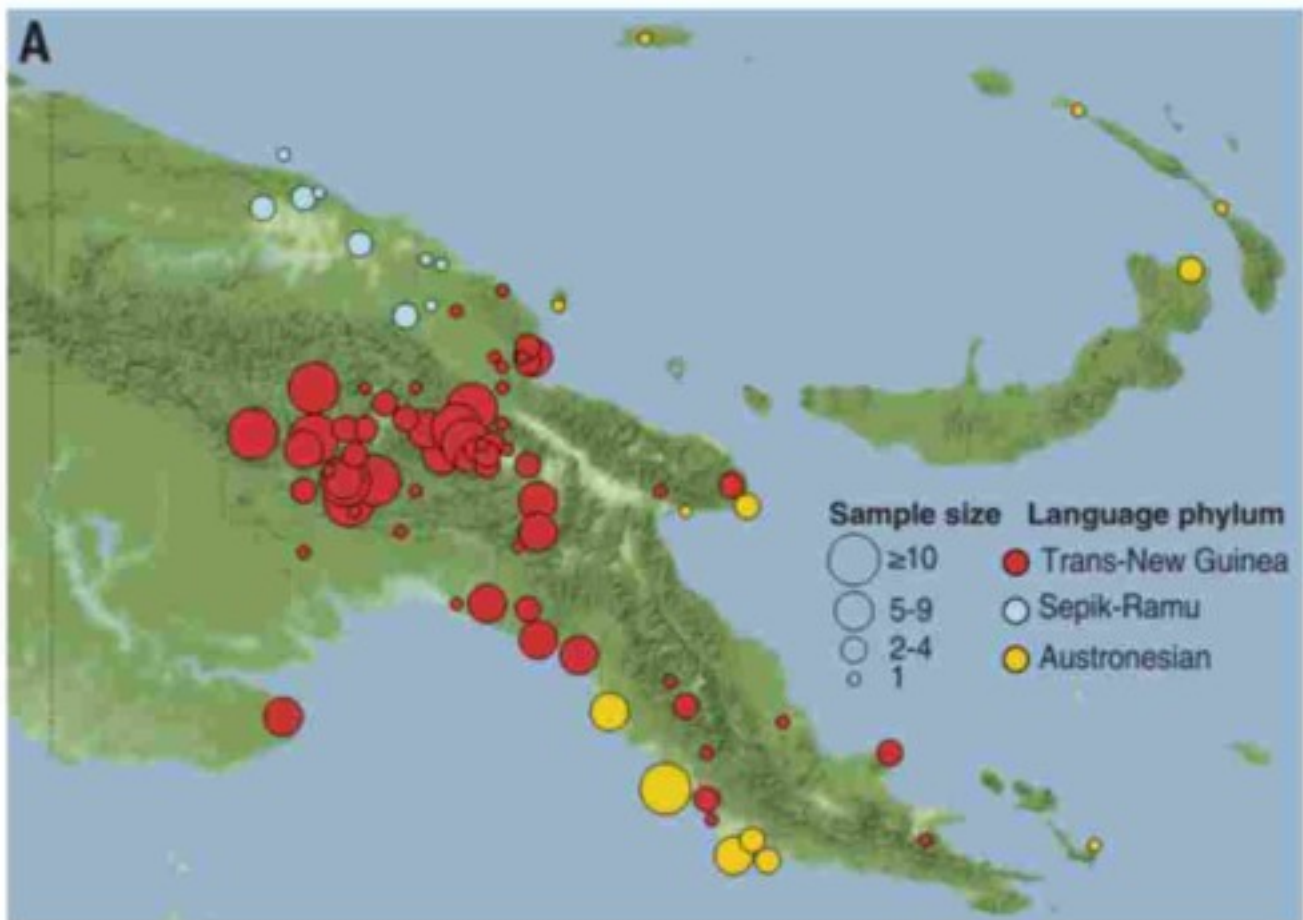 A
Sample size Language phylum
≥10 Trans-New Guinea
5-9 Sepik-Ramu
2-4 Austronesian
1